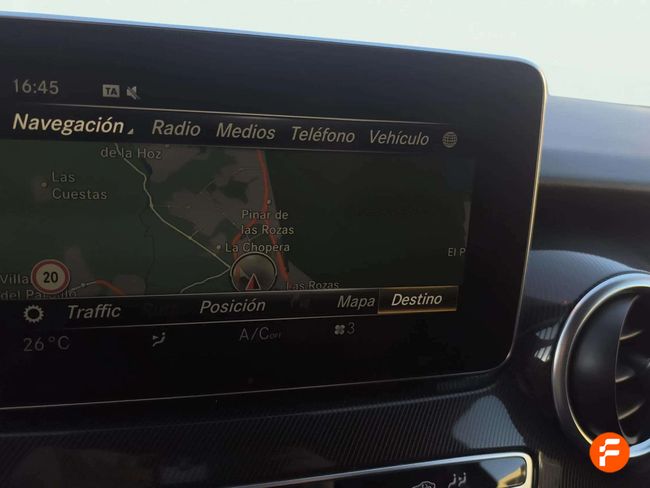 16:45 TA
Navegación Radio Medios Teléfono Vehículo
de la Hoz
Las
Cuestas
Pinar de
las Rozas
La Chopera
El P
20
Villa
del Pardillo
Las Rozas
Traffic Posición Mapa Destino
26°C A/C OFF 3